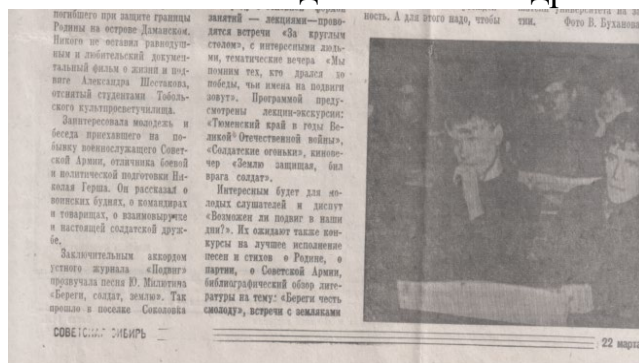 погибшего при защите границы
Родины на острове Даманском.
Никого не оставил равнодуш-
ным и любительский докумен-
тальный фильм о жизни и под-
виге Александра Шестакова,
отснятый студентами Тоболь-
ского культпросветучилища.
Заинтересовала молодежь и
беседа приехавшего на по-
бывку военнослужащего Совет-
ской Армии, отличника боевой
и политической подготовки Ни-
колая Герша. Он рассказал о
воинских буднях, о командирах
и товарищах, о взаимовыручке
и настоящей солдатской друж-
бе.
Заключительным аккордом
устного журнала «Подвиг»
прозвучала песня Ю. Милютина
«Береги, солдат, землю». Так
прошло в поселке Соколовка
занятий — лекциями—прово-
дятся встречи «За круглым
столом», с интересными людь-
ми, тематические вечера «Мы
помним тех, кто дрался до
победы, чьи имена на подвиги
зовут». Программой преду-
смотрены лекции-экскурсии:
«Тюменский край в годы Ве-
ликой Отечественной войны»,
«Солдатские огоньки», кинове-
чер «Землю защищая, бил
врага солдат».
Интересным будет для мо-
лодых слушателей и диспут
«Возможен ли подвиг в наши
дни?». Их ожидают также кон-
курсы на лучшее исполнение
песен и стихов о Родине, о
партии, о Советской Армии,
библиографический обзор лите-
ратуры на тему: «Береги честь
смолоду», встречи с земляками
ность. А для этого надо, чтобы
тии.
Фото В. Буханова
СОВЕТСКАЯ СИБИРЬ
22 марта